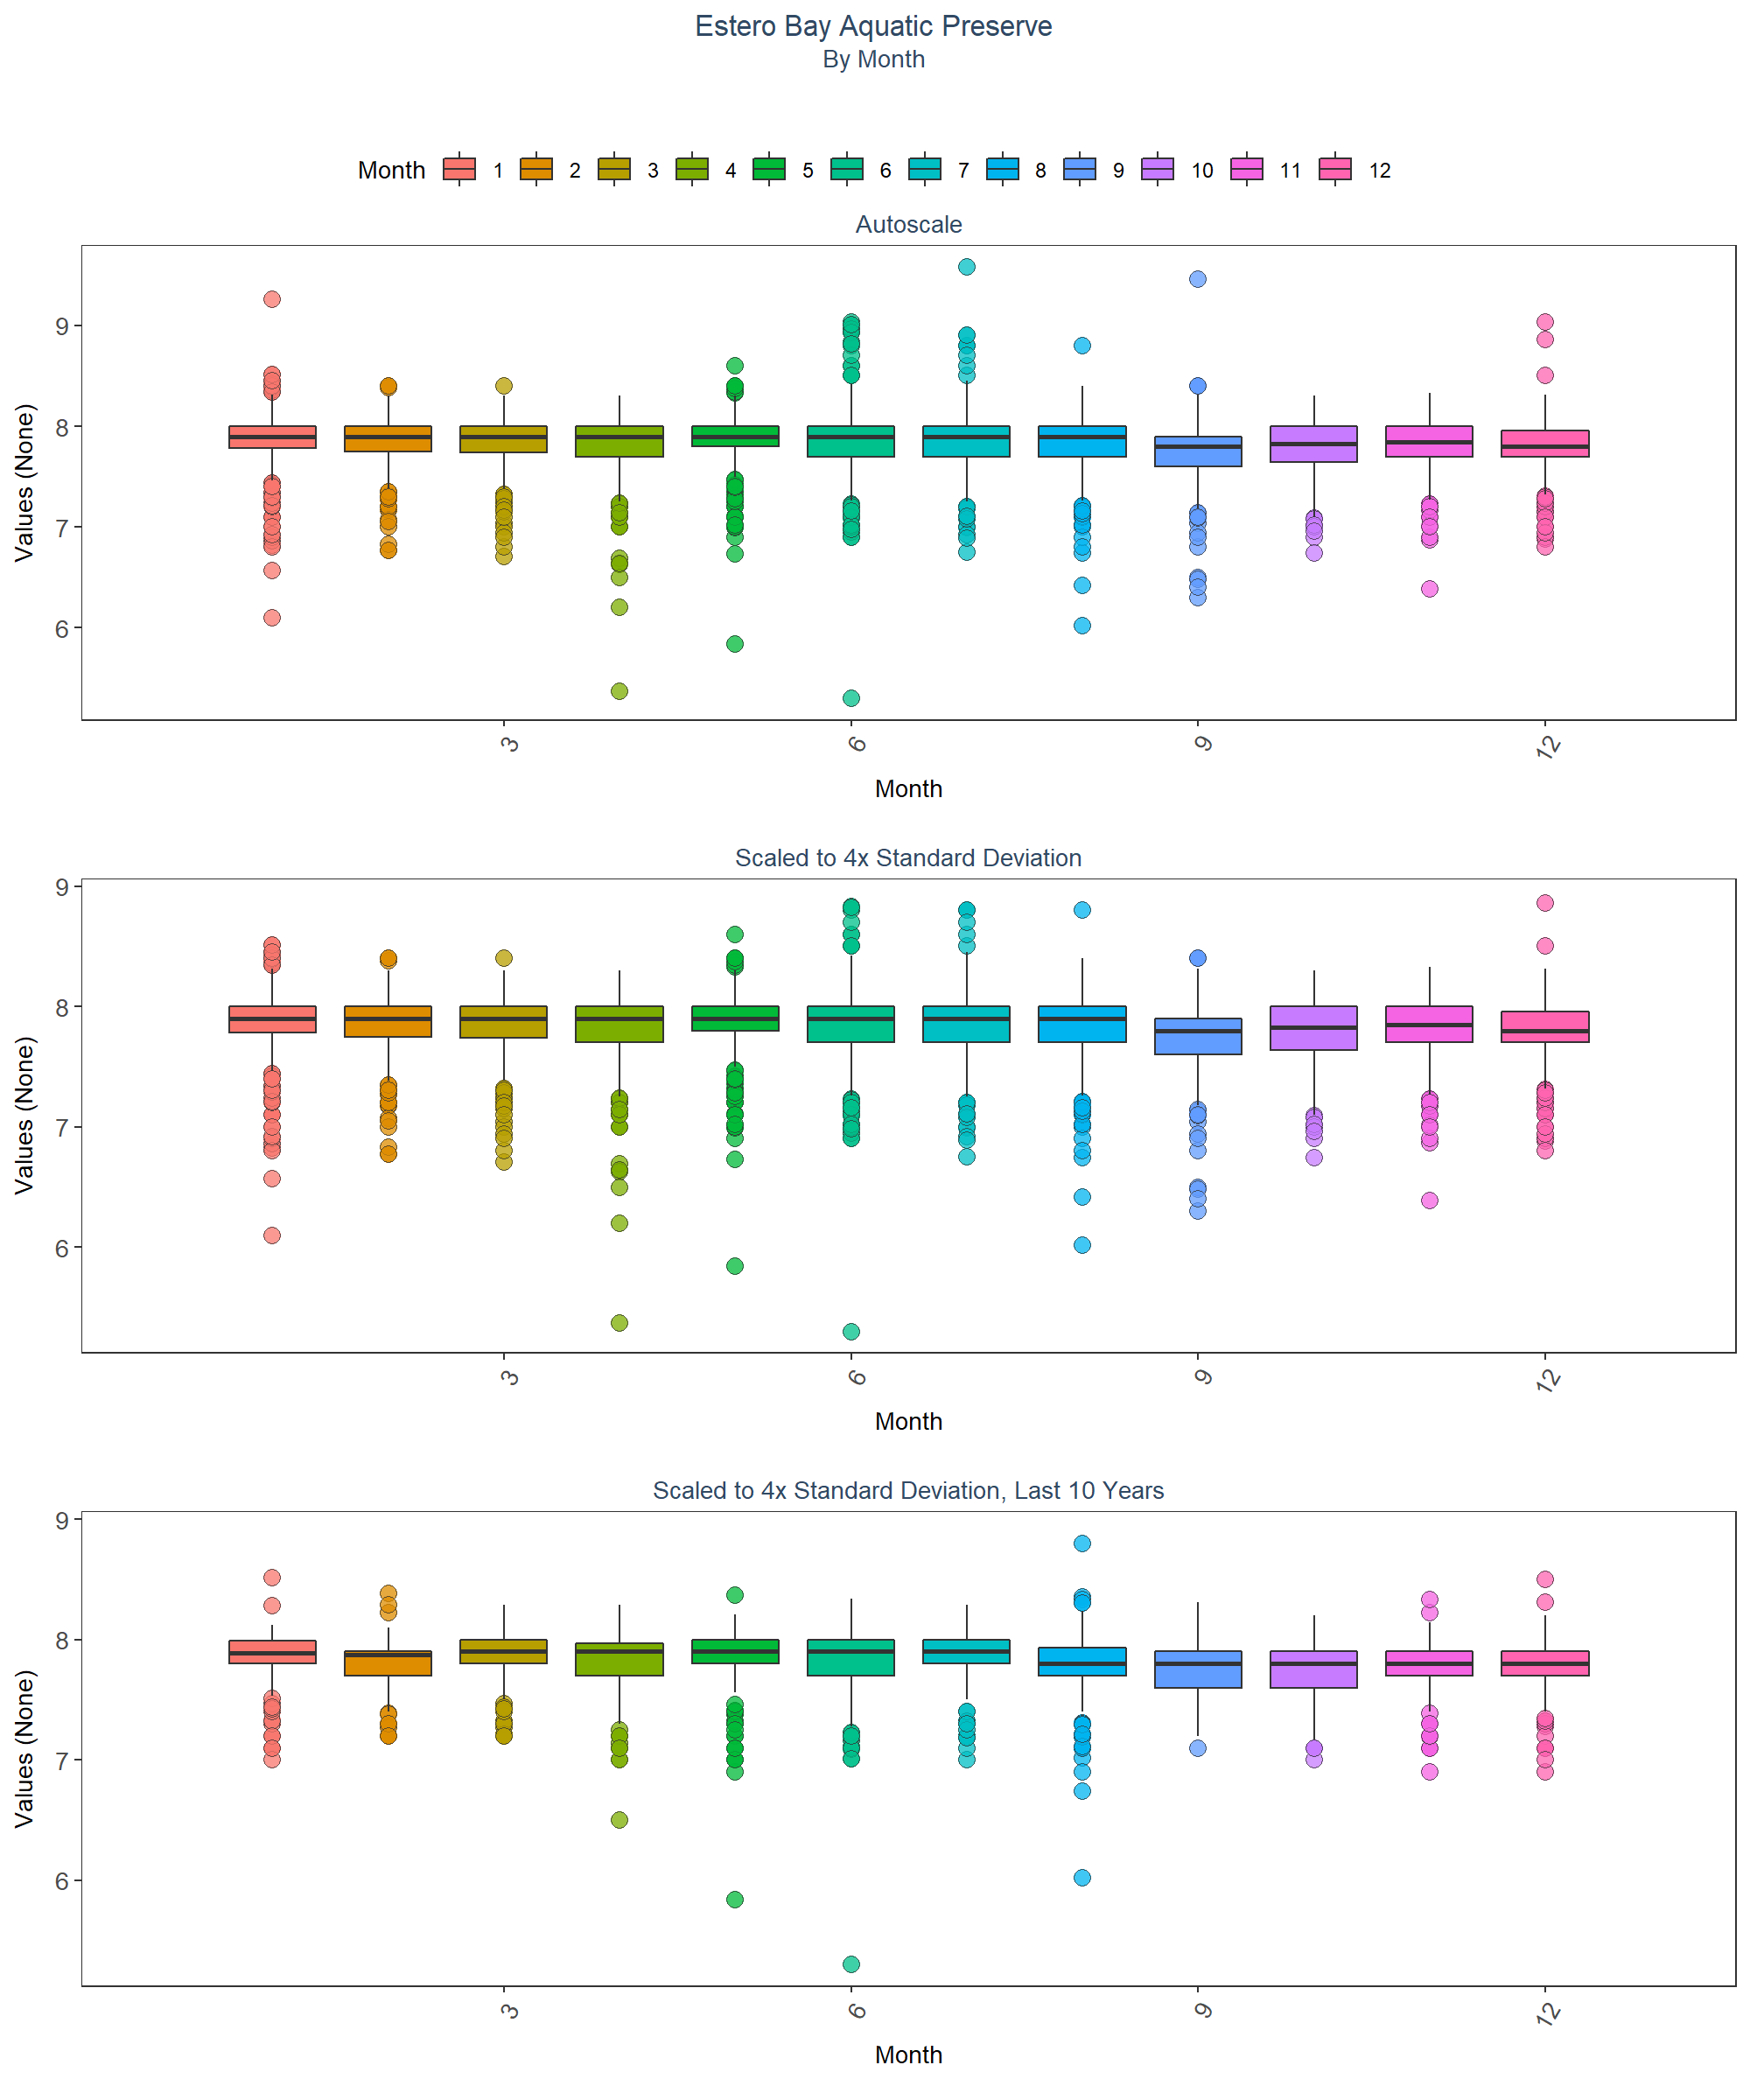 Estero Bay Aquatic Preserve
By Month
Month 1 2 3 4 5 6 7 8 9 10 11 12
Autoscale
Values (None)
9
8
7
6
3 6 9 12
Month
Scaled to 4x Standard Deviation
Values (None)
9
8
7
6
3 6 9 12
Month
Scaled to 4x Standard Deviation, Last 10 Years
Values (None)
9
8
7
6
3 6 9 12
Month